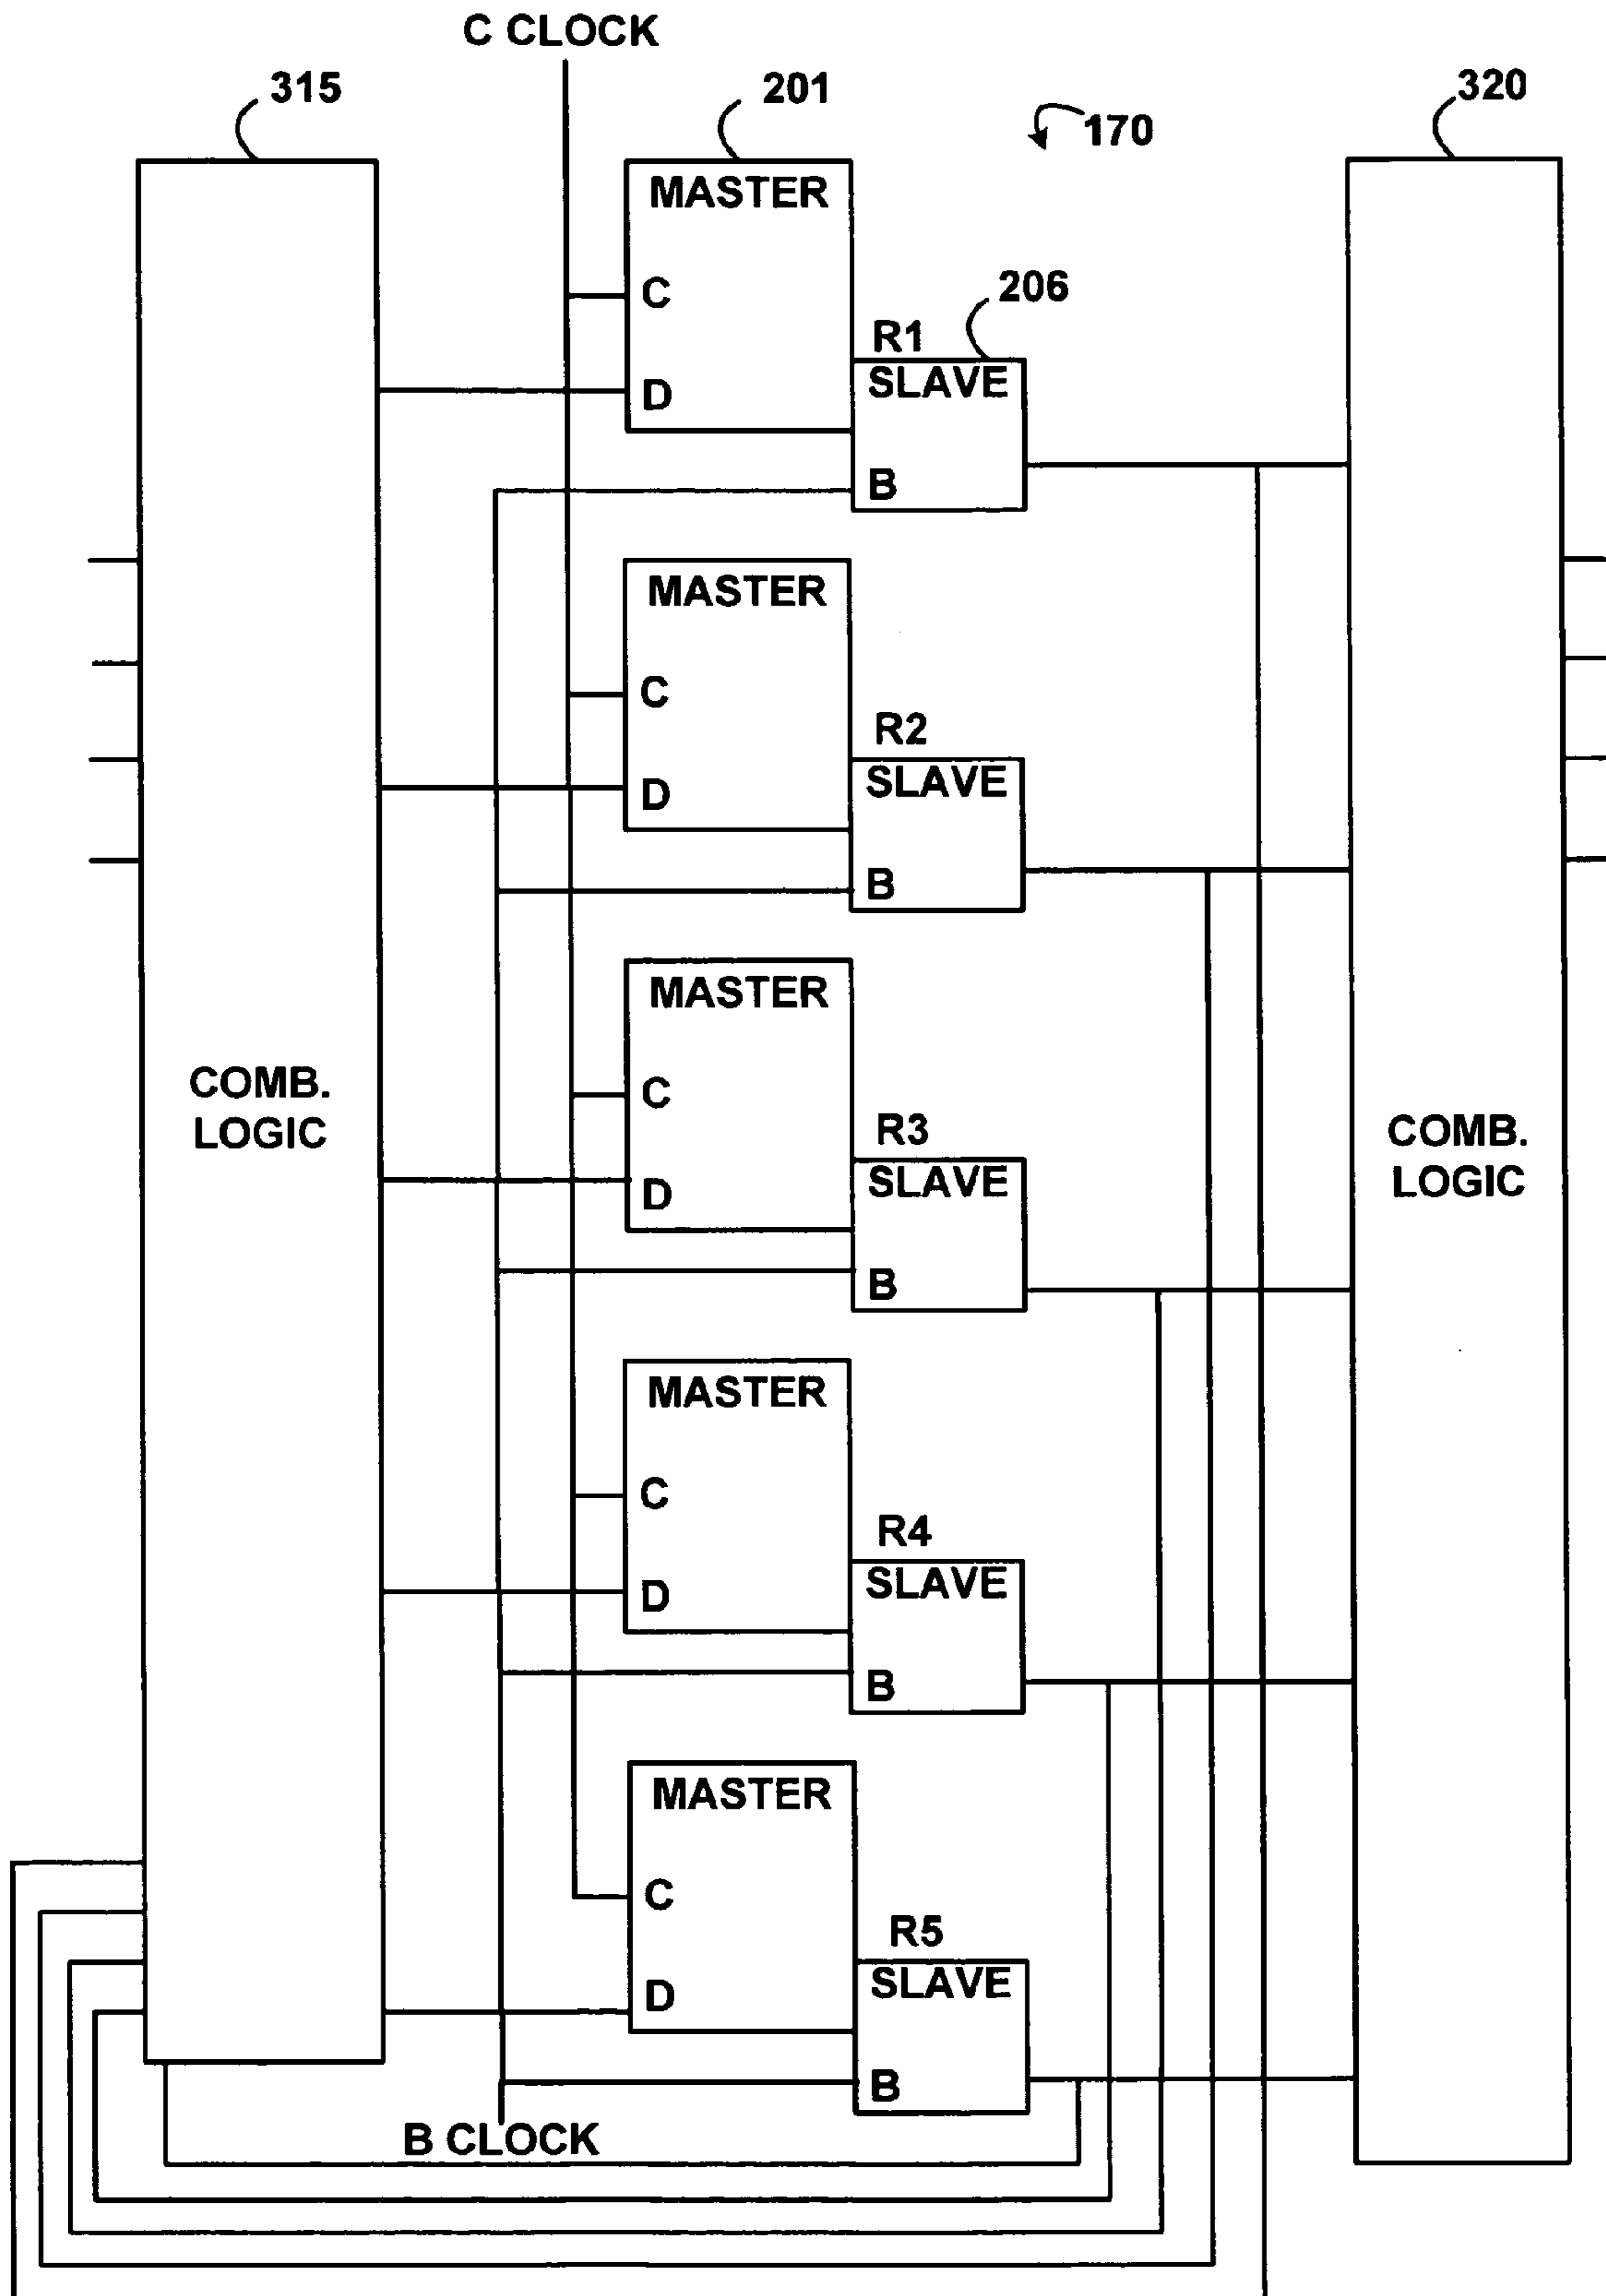 C CLOCK
315
201
170
320
MASTER
C
D
206
R1
SLAVE
B
MASTER
C
D
R2
SLAVE
B
MASTER
C
D
R3
SLAVE
B
COMB.
LOGIC
COMB.
LOGIC
MASTER
C
D
R4
SLAVE
B
MASTER
C
D
R5
SLAVE
B
B CLOCK